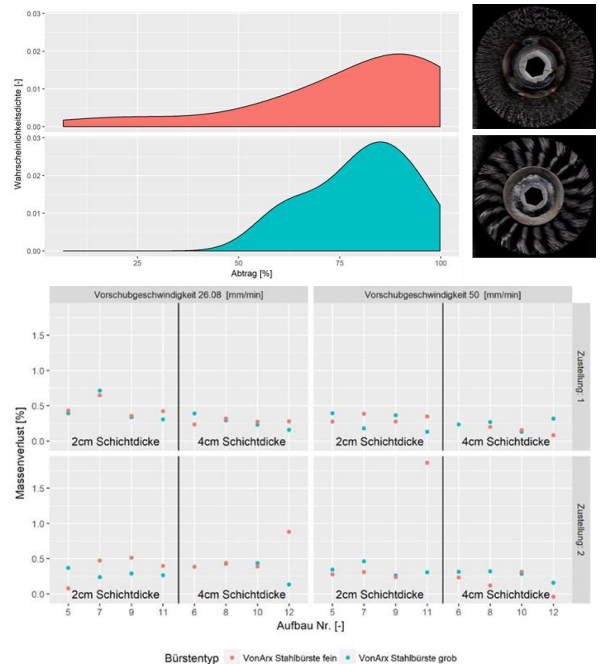 Wahrscheinlichkeitsdichte [-]
0.03
0.02
0.01
0.00
0.03
0.02
0.01
0.00
25
50
75
100
Abtrag [%]
Vorschubgeschwindigkeit 26.08 [mm/min]
Vorschubgeschwindigkeit 50 [mm/min]
Massenverlust [%]
1.5
1.0
0.5
0.0
2cm Schichtdicke
4cm Schichtdicke
2cm Schichtdicke
4cm Schichtdicke
Zustellung: 1
1.5
1.0
0.5
0.0
2cm Schichtdicke
4cm Schichtdicke
2cm Schichtdicke
4cm Schichtdicke
Zustellung: 2
5 7 9 11 6 8 10 12 5 7 9 11 6 8 10 12
Aufbau Nr. [-]
Bürstentyp VonArx Stahlbürste fein VonArx Stahlbürste grob